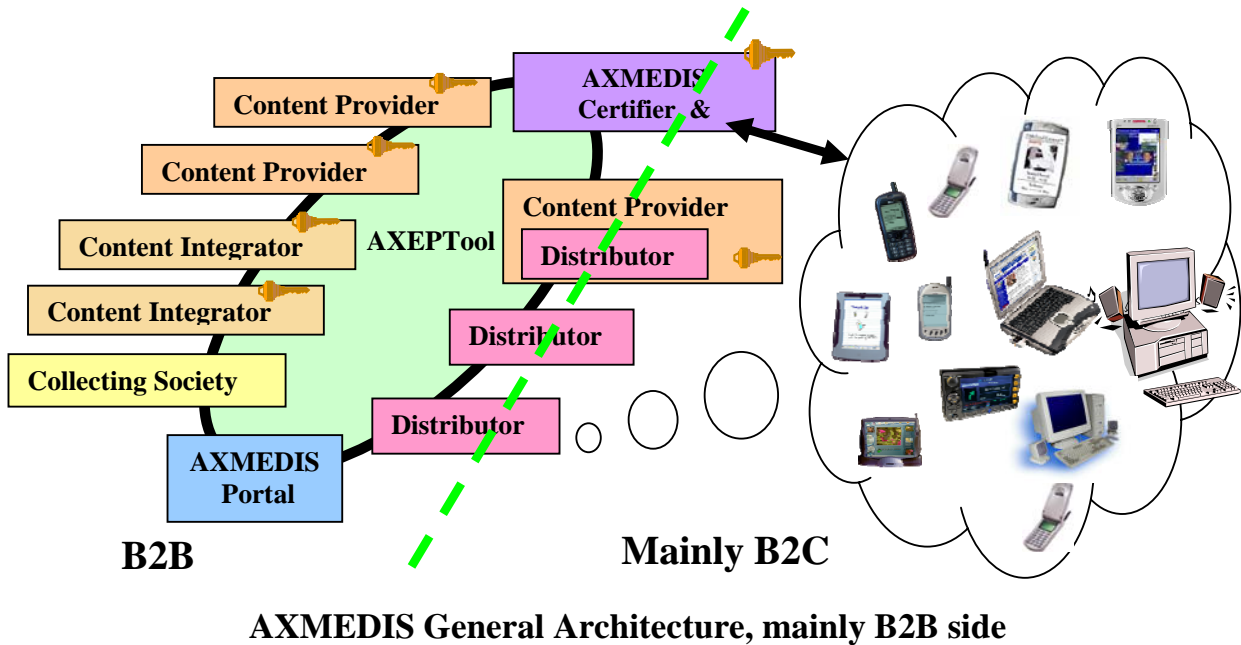 AXMEDIS
Certifier &
Content Provider
Content Provider
Content Provider
Content Integrator
AXEPTool
Distributor
Content Integrator
Distributor
Collecting Society
Distributor
AXMEDIS
Portal
B2B
Mainly B2C
AXMEDIS General Architecture, mainly B2B side